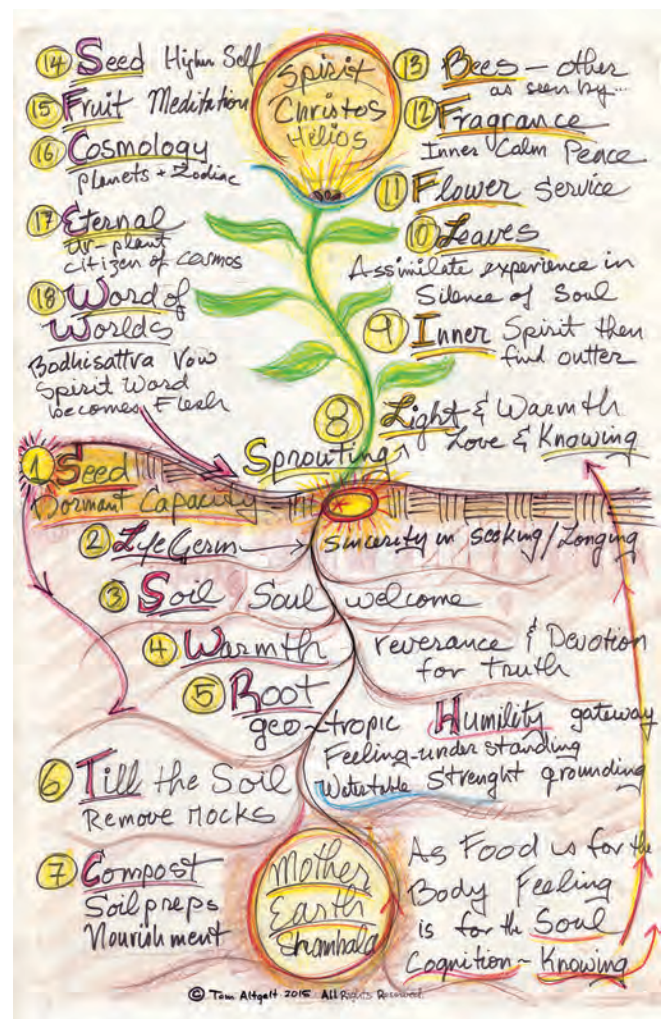 14 Seed Higher Self
15 Fruit Meditation
16 Cosmology
Planets + Zodiac
17 Eternal
Ur-plant
citizen of cosmos
18 Word of
Worlds
Bodhisattva Vow
Spirit Word
becomes Flesh
Spirit
Christos
Helios
13 Bees – other
as seen by...
12 Fragrance
Inner Calm Peace
11 Flower Service
10 Leaves
Assimilate experience in
Silence of Soul
9 Inner Spirit then
find outter
8 Light & Warmth
Love & Knowing
Sprouting
1 Seed
Dormant Capacity
2 Lyfe Germ
sincerity in seeking/Longing
3 Soil Soul welcome
4 Warmth reverance & Devotion
for truth
5 Root
geo-tropic Humility gateway
Feeling-under standing
Watertable Strenght grounding
6 Till the Soil
Remove Rocks
7 Compost
Soil preps
Nourishment
Mother
Earth
Shambala
As Food is for the
Body Feeling
is for the Soul
Cognition ~ Knowing
© Tom Altgelt 2015 All Rights Reserved